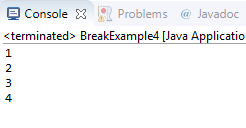 Console Problems @ Javadoc
<terminated> BreakExample4 [Java Applicatio
1
2
3
4